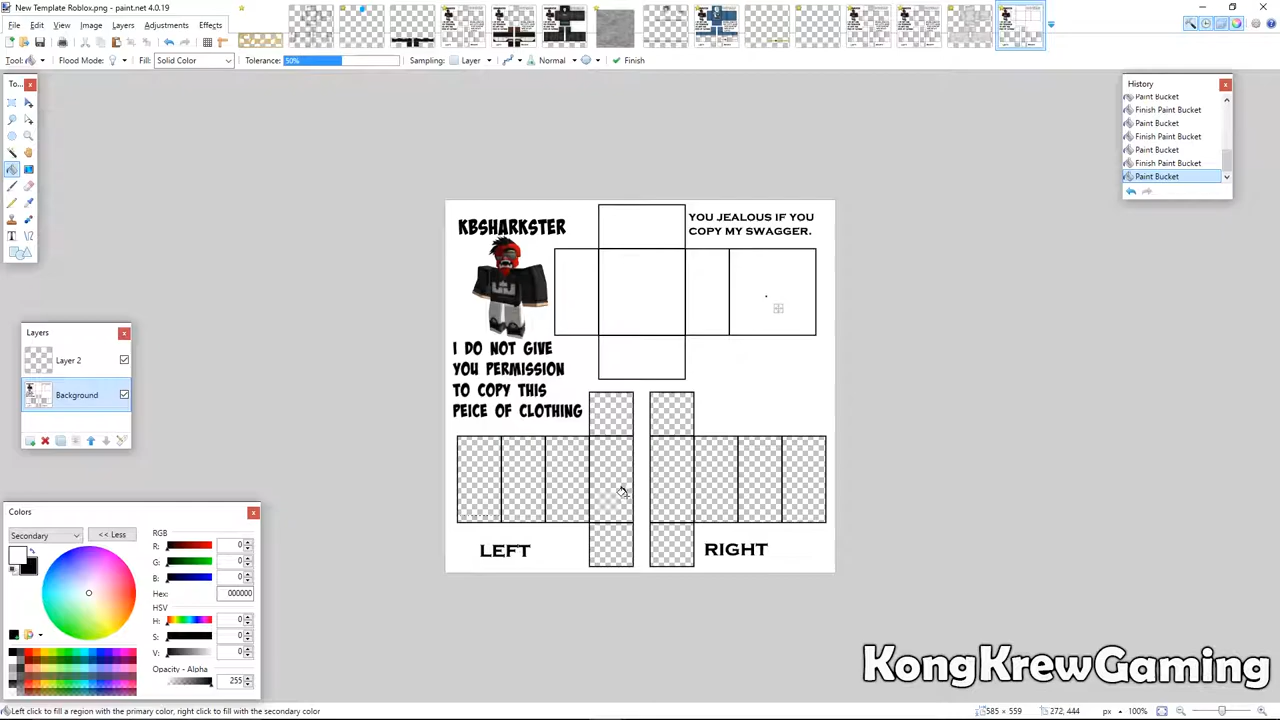 New Template Roblox.png - paint.net 4.0.19
File Edit View Image Layers Adjustments Effects
Tool: Flood Mode: Fill: Solid Color Tolerance: 50% Sampling: Layer Normal Finish
To...
History
Paint Bucket
Finish Paint Bucket
Paint Bucket
Finish Paint Bucket
Paint Bucket
Finish Paint Bucket
Paint Bucket
KBSHARKSTER
YOU JEALOUS IF YOU
COPY MY SWAGGER.
I DO NOT GIVE
YOU PERMISSION
TO COPY THIS
PEICE OF CLOTHING
LEFT
RIGHT
Layers
Layer 2
Background
Colors
Secondary
<< Less
RGB
R: 0
G: 0
B: 0
Hex: 000000
HSV
H: 0
S: 0
V: 0
Opacity - Alpha
255
KongKrewGaming
Left click to fill a region with the primary color, right click to fill with the secondary color
585 × 559
272, 444
px
100%